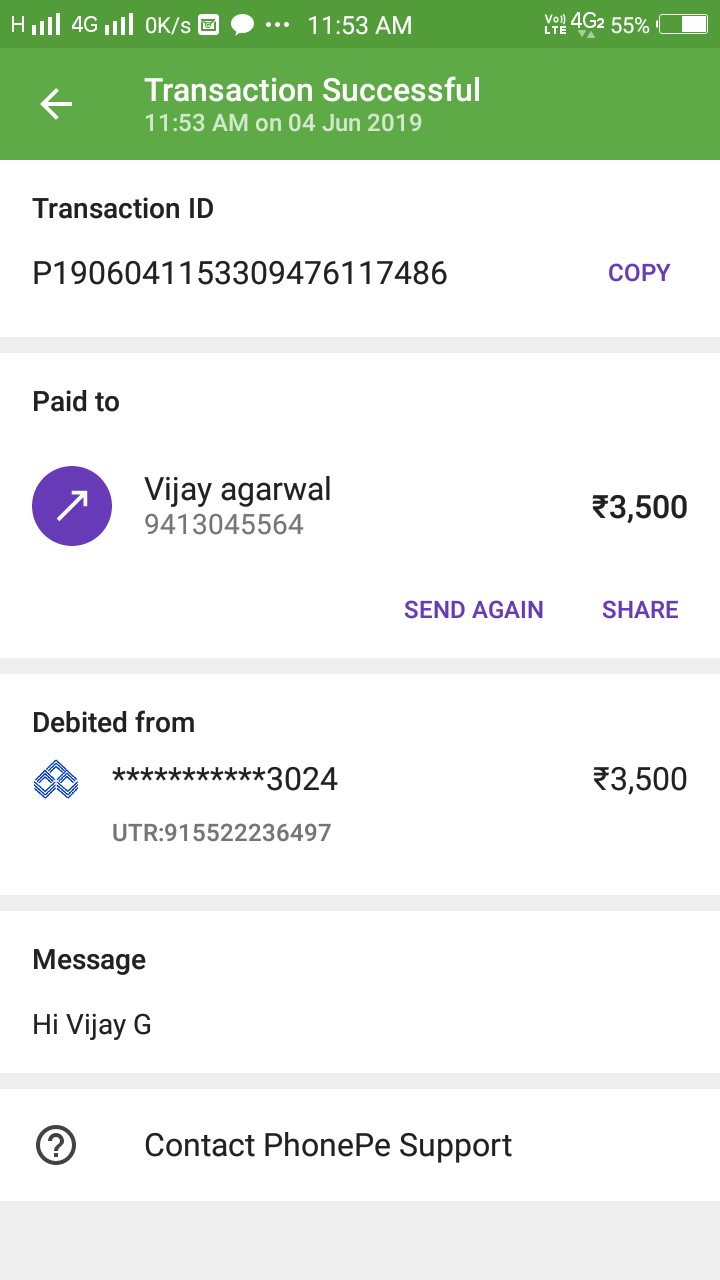 H 4G 0K/s 11:53 AM VoLTE 4G2 55%
Transaction Successful
11:53 AM on 04 Jun 2019
Transaction ID
P1906041153309476117486 COPY
Paid to
Vijay agarwal
9413045564
₹3,500
SEND AGAIN SHARE
Debited from
***********3024 ₹3,500
UTR:915522236497
Message
Hi Vijay G
Contact PhonePe Support